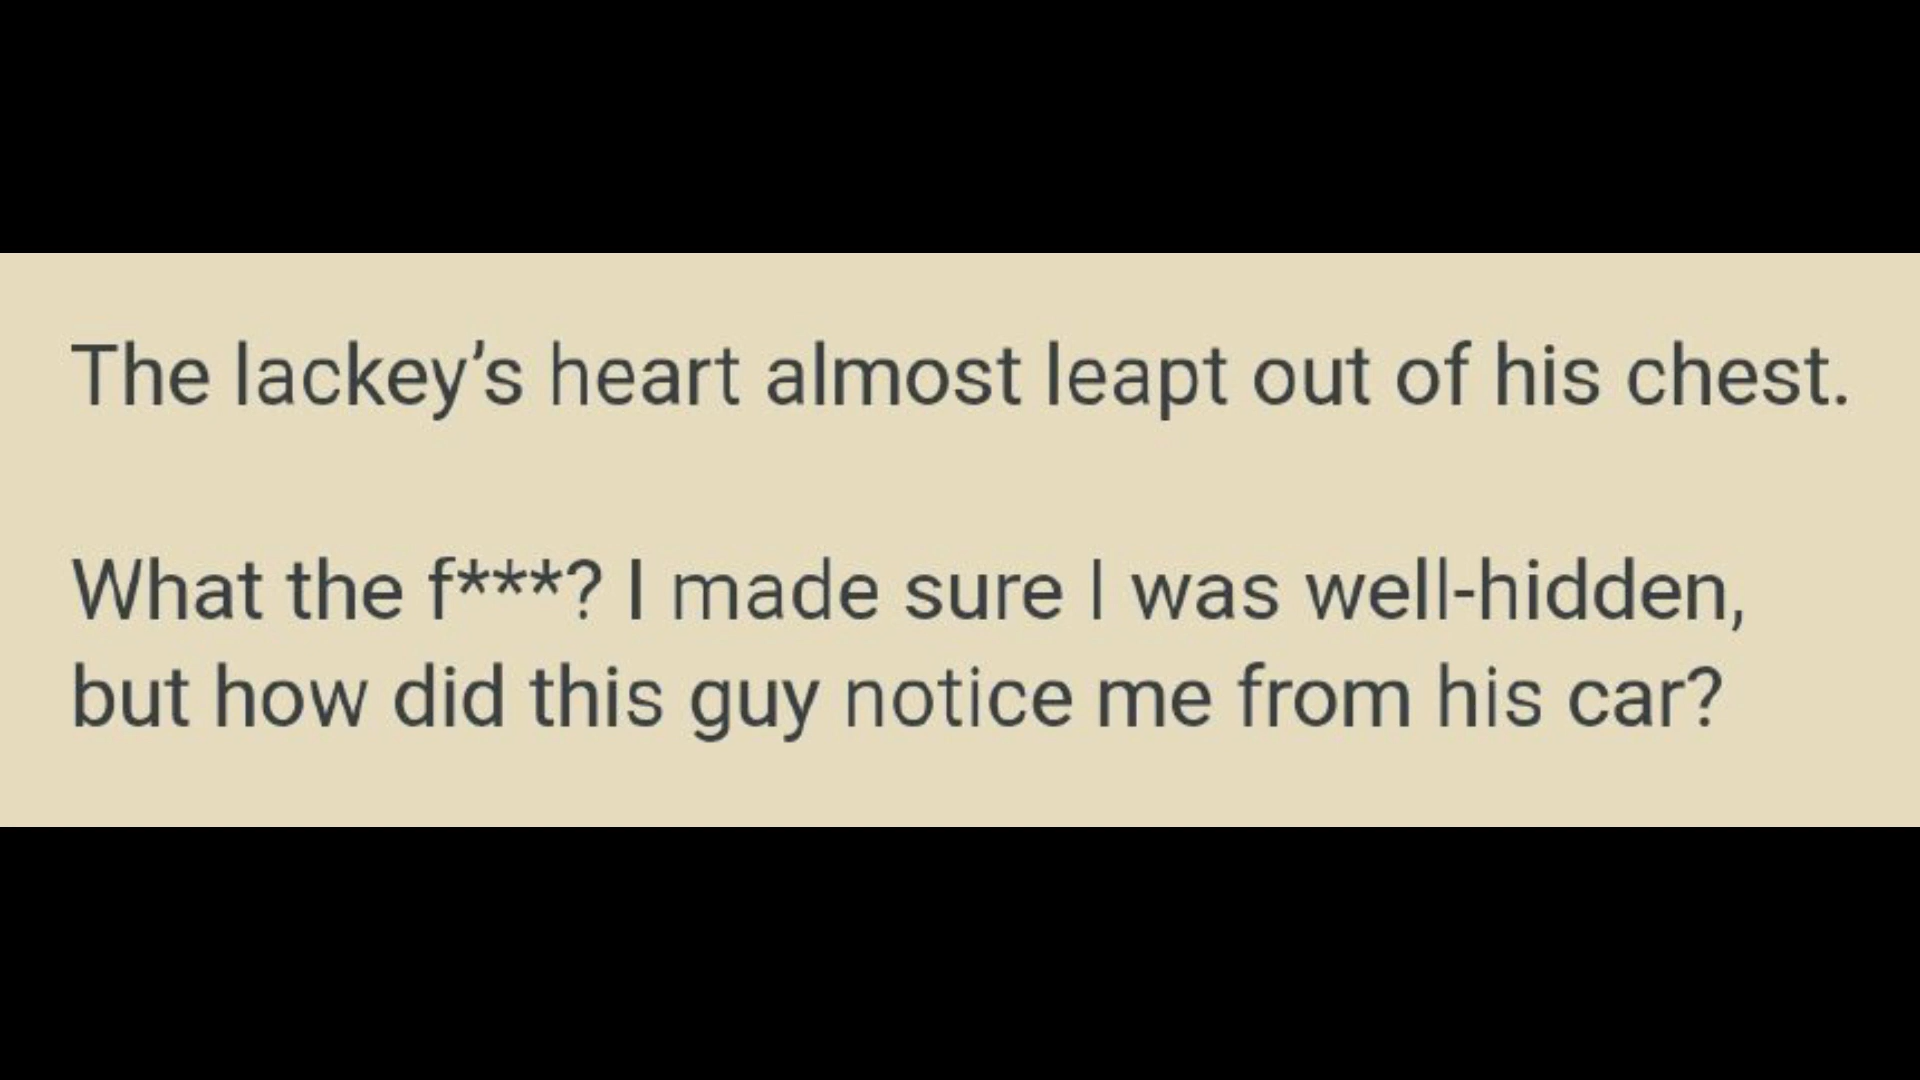 The lackey’s heart almost leapt out of his chest.
What the f***? I made sure I was well-hidden,
but how did this guy notice me from his car?